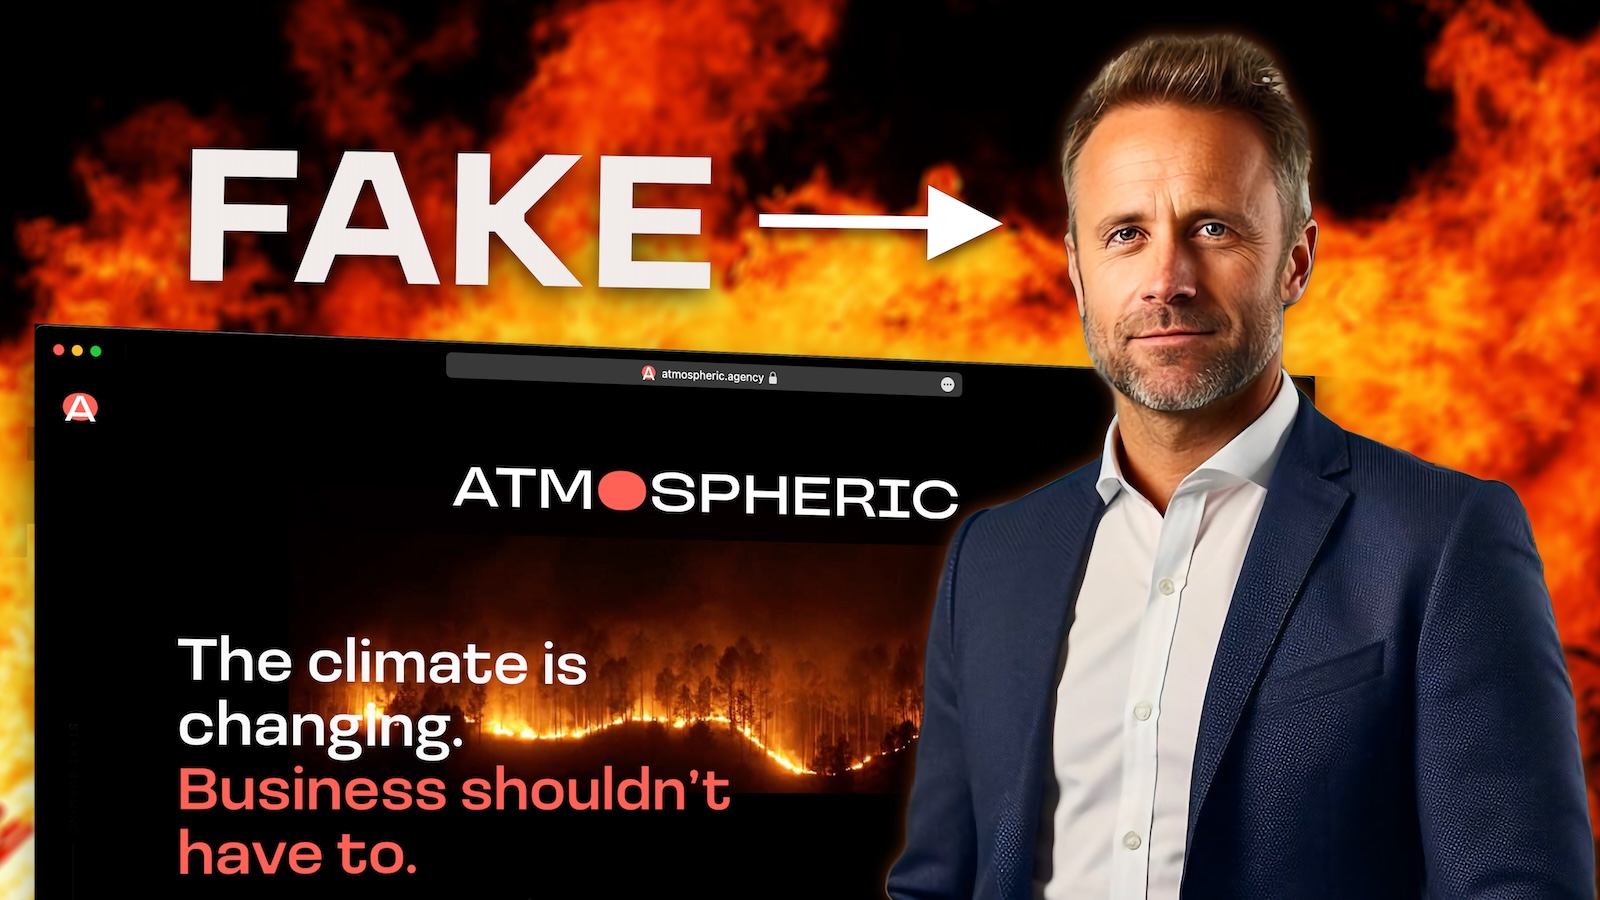 FAKE
A atmospheric.agency
A
ATMOSPHERIC
The climate is
changing.
Business shouldn’t
have to.